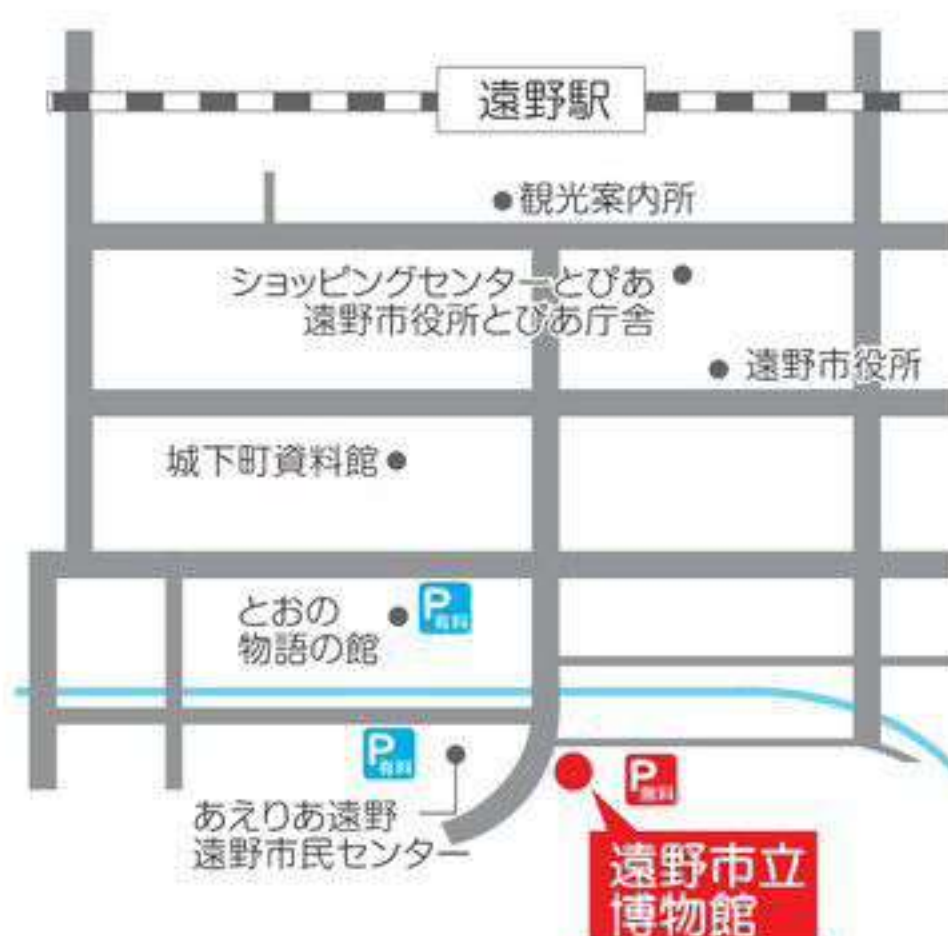 遠野駅
観光案内所
ショッピングセンターとぴあ
遠野市役所とぴあ庁舎
遠野市役所
城下町資料館
とおの
物語の館
P
有料
P
有料
あえりあ遠野
遠野市民センター
P
無料
遠野市立
博物館